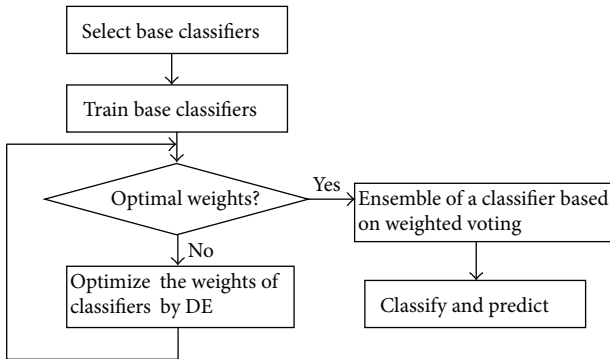 Select base classifiers
Train base classifiers
Optimal weights?
Yes
Ensemble of a classifier based
on weighted voting
No
Optimize the weights of
classifiers by DE
Classify and predict